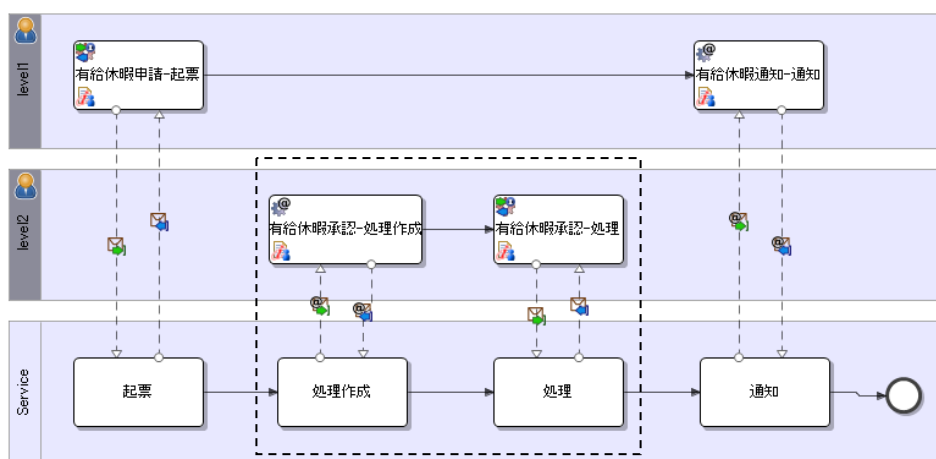 level1
有給休暇申請-起票
有給休暇通知-通知
level2
有給休暇承認-処理作成
有給休暇承認-処理
Service
起票
処理作成
処理
通知